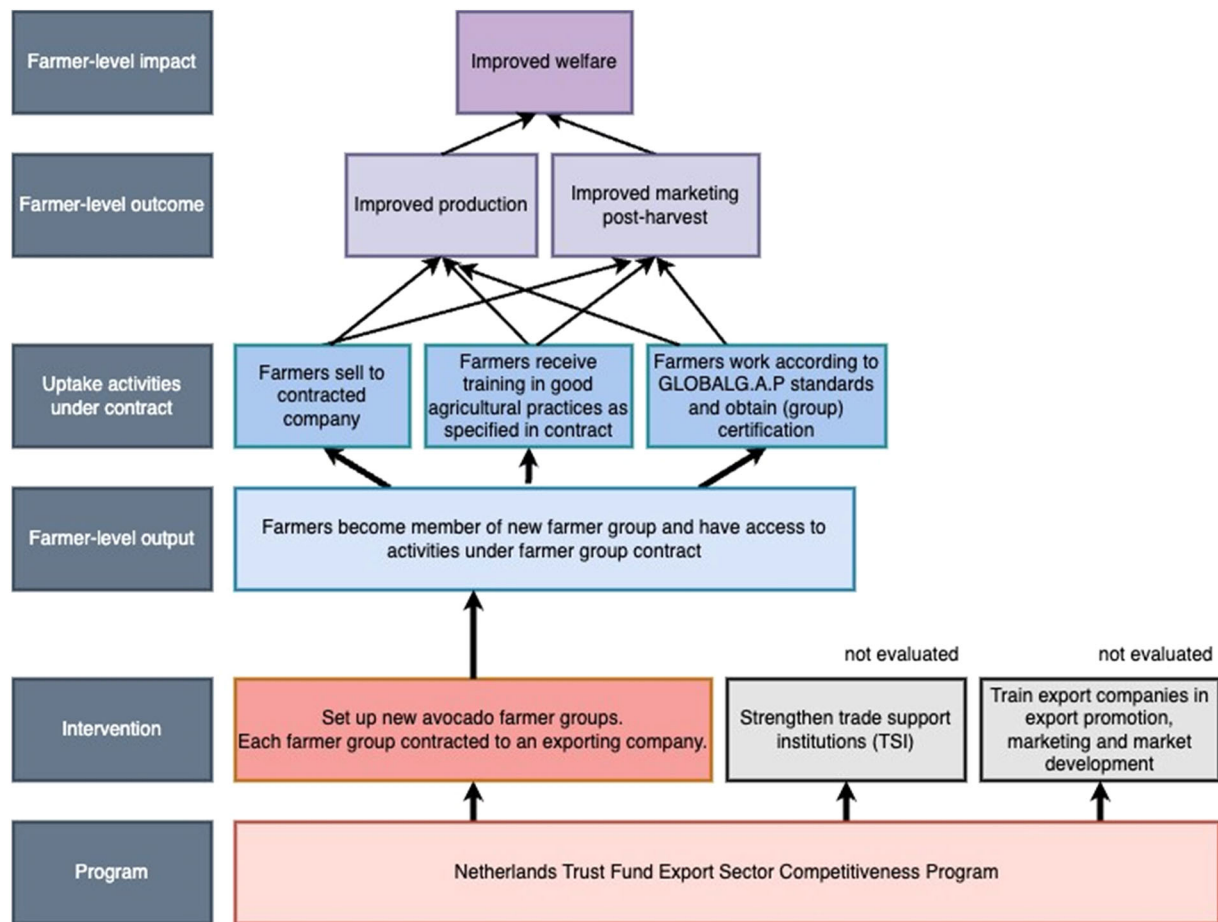 Farmer-level impact
Improved welfare
Farmer-level outcome
Improved production
Improved marketing
post-harvest
Uptake activities
under contract
Farmers sell to
contracted
company
Farmers receive
training in good
agricultural practices as
specified in contract
Farmers work according to
GLOBALG.A.P standards
and obtain (group)
certification
Farmer-level output
Farmers become member of new farmer group and have access to
activities under farmer group contract
Intervention
Set up new avocado farmer groups.
Each farmer group contracted to an exporting company.
not evaluated
Strengthen trade support
institutions (TSI)
not evaluated
Train export companies in
export promotion,
marketing and market
development
Program
Netherlands Trust Fund Export Sector Competitiveness Program